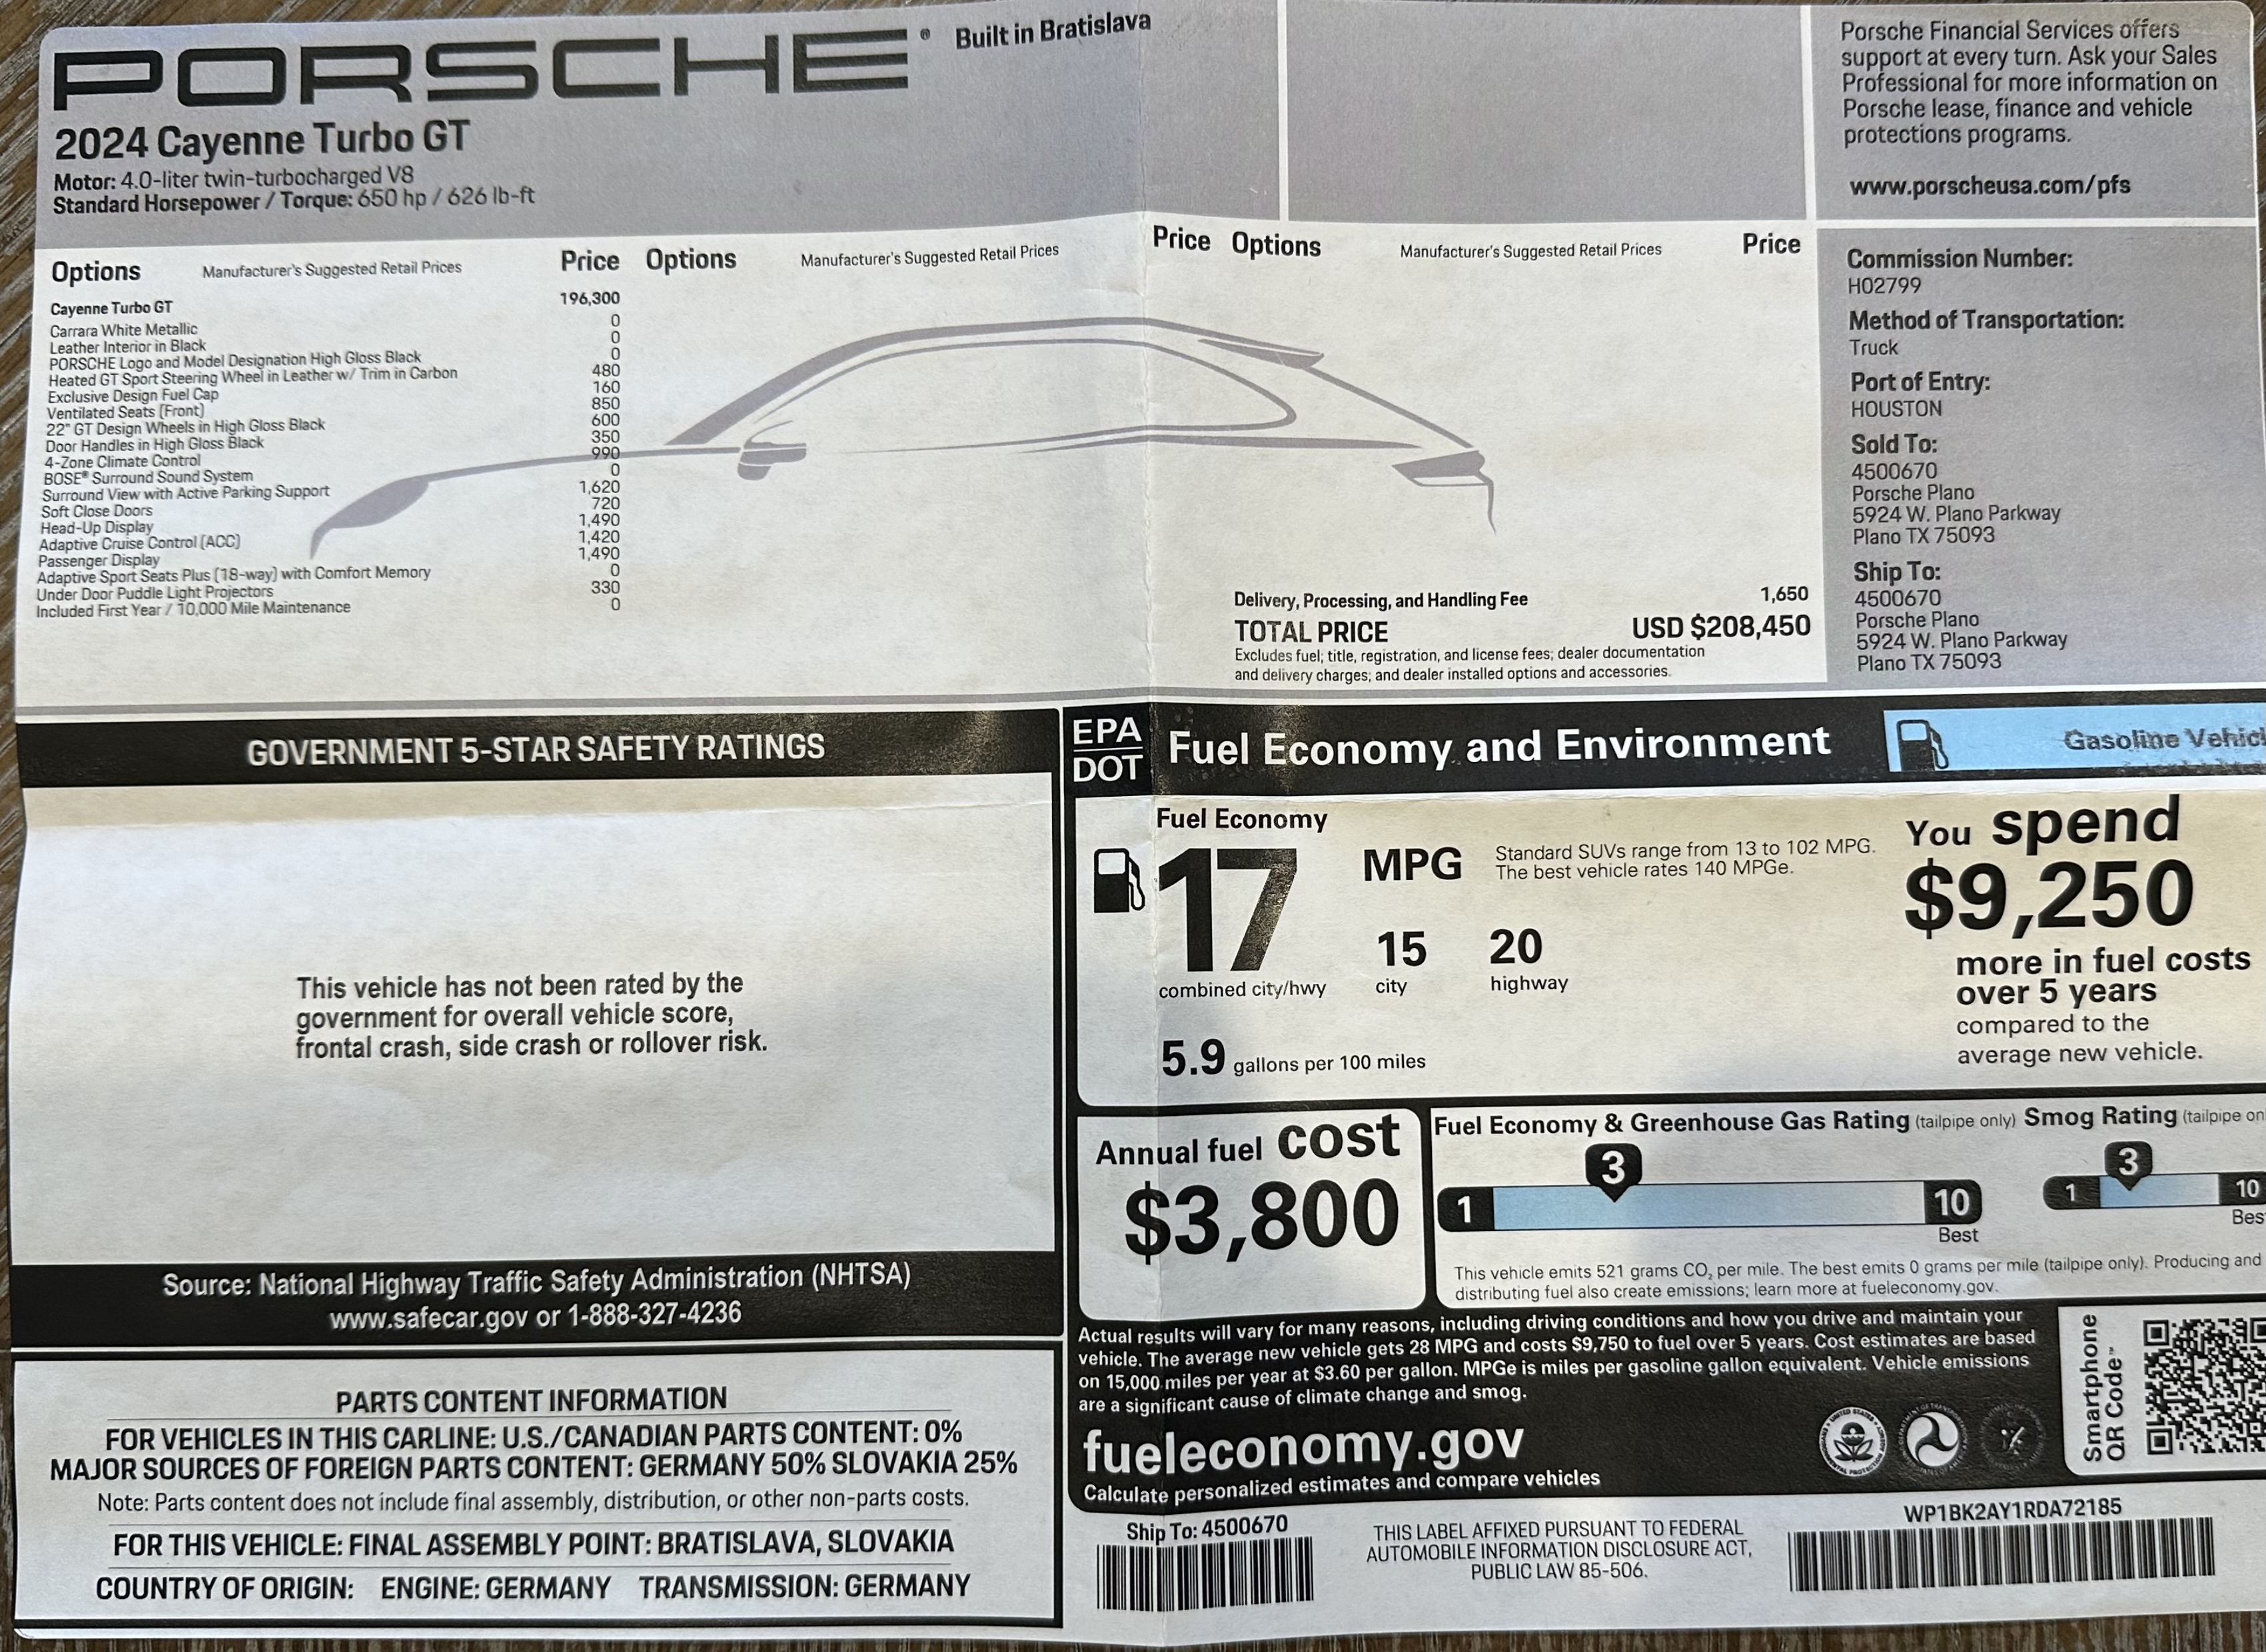 PORSCHE® Built in Bratislava
2024 Cayenne Turbo GT
Motor: 4.0-liter twin-turbocharged V8
Standard Horsepower / Torque: 650 hp / 626 lb-ft
Porsche Financial Services offers
support at every turn. Ask your Sales
Professional for more information on
Porsche lease, finance and vehicle
protections programs.
www.porscheusa.com/pfs
Options Manufacturer's Suggested Retail Prices Price Options Manufacturer's Suggested Retail Prices Price Options Manufacturer's Suggested Retail Prices Price
Cayenne Turbo GT 196,300
Carrara White Metallic 0
Leather Interior in Black 0
PORSCHE Logo and Model Designation High Gloss Black 0
Heated GT Sport Steering Wheel in Leather w/ Trim in Carbon 480
Exclusive Design Fuel Cap 160
Ventilated Seats (Front) 850
22" GT Design Wheels in High Gloss Black 600
Door Handles in High Gloss Black 350
4-Zone Climate Control 990
BOSE® Surround Sound System 0
Surround View with Active Parking Support 1,620
Soft Close Doors 720
Head-Up Display 1,490
Adaptive Cruise Control (ACC) 1,420
Passenger Display 1,490
Adaptive Sport Seats Plus (18-way) with Comfort Memory 0
Under Door Puddle Light Projectors 330
Included First Year / 10,000 Mile Maintenance 0
Delivery, Processing, and Handling Fee 1,650
TOTAL PRICE USD $208,450
Excludes fuel; title, registration, and license fees; dealer documentation
and delivery charges; and dealer installed options and accessories.
Commission Number:
H02799
Method of Transportation:
Truck
Port of Entry:
HOUSTON
Sold To:
4500670
Porsche Plano
5924 W. Plano Parkway
Plano TX 75093
Ship To:
4500670
Porsche Plano
5924 W. Plano Parkway
Plano TX 75093
GOVERNMENT 5-STAR SAFETY RATINGS
This vehicle has not been rated by the
government for overall vehicle score,
frontal crash, side crash or rollover risk.
Source: National Highway Traffic Safety Administration (NHTSA)
www.safecar.gov or 1-888-327-4236
PARTS CONTENT INFORMATION
FOR VEHICLES IN THIS CARLINE: U.S./CANADIAN PARTS CONTENT: 0%
MAJOR SOURCES OF FOREIGN PARTS CONTENT: GERMANY 50% SLOVAKIA 25%
Note: Parts content does not include final assembly, distribution, or other non-parts costs.
FOR THIS VEHICLE: FINAL ASSEMBLY POINT: BRATISLAVA, SLOVAKIA
COUNTRY OF ORIGIN: ENGINE: GERMANY TRANSMISSION: GERMANY
EPA
DOT
Fuel Economy and Environment
Gasoline Vehicl
Fuel Economy
17 MPG
combined city/hwy
15
city
20
highway
Standard SUVs range from 13 to 102 MPG.
The best vehicle rates 140 MPGe.
5.9 gallons per 100 miles
You spend
$9,250
more in fuel costs
over 5 years
compared to the
average new vehicle.
Annual fuel cost
$3,800
Fuel Economy & Greenhouse Gas Rating (tailpipe only)
3
1 10
Best
Smog Rating (tailpipe on
3
1 10
Bes
This vehicle emits 521 grams CO₂ per mile. The best emits 0 grams per mile (tailpipe only). Producing and
distributing fuel also create emissions; learn more at fueleconomy.gov.
Actual results will vary for many reasons, including driving conditions and how you drive and maintain your
vehicle. The average new vehicle gets 28 MPG and costs $9,750 to fuel over 5 years. Cost estimates are based
on 15,000 miles per year at $3.60 per gallon. MPGe is miles per gasoline gallon equivalent. Vehicle emissions
are a significant cause of climate change and smog.
fueleconomy.gov
Calculate personalized estimates and compare vehicles
Smartphone
QR Code™
Ship To: 4500670
THIS LABEL AFFIXED PURSUANT TO FEDERAL
AUTOMOBILE INFORMATION DISCLOSURE ACT,
PUBLIC LAW 85-506.
WP1BK2AY1RDA72185